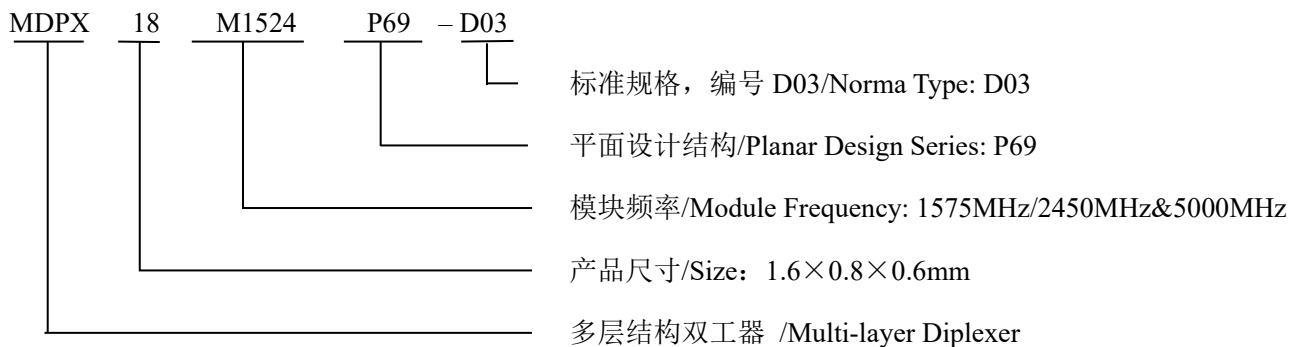 MDPX 18 M1524 P69 – D03
标准规格，编号 D03/Norma Type: D03
平面设计结构/Planar Design Series: P69
模块频率/Module Frequency: 1575MHz/2450MHz&5000MHz
产品尺寸/Size：1.6×0.8×0.6mm
多层结构双工器 /Multi-layer Diplexer